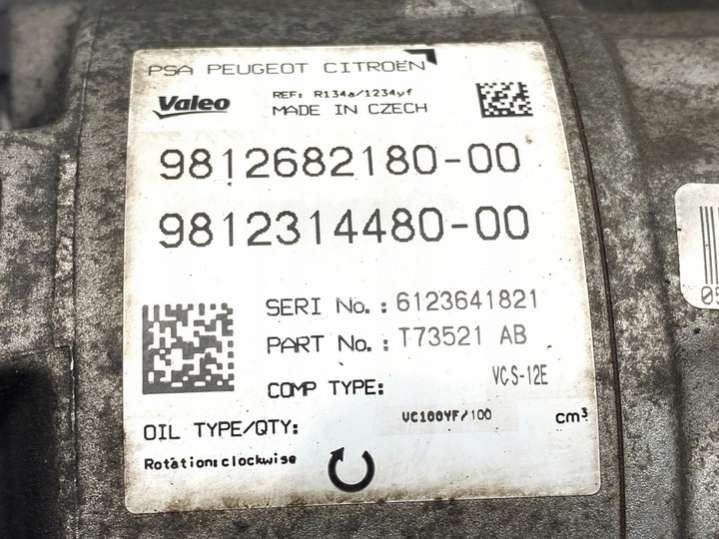 PSA PEUGEOT CITROËN
Valeo
REF: R134a/1234yf
MADE IN CZECH
9812682180-00
9812314480-00
SERI No.: 6123641821
PART No.: T73521 AB
COMP TYPE: VCS-12E
OIL TYPE/QTY: VC100YF/100 cm³
Rotation:clockwise